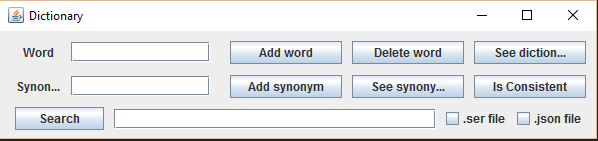 Dictionary
Word Add word Delete word See diction...
Synon... Add synonym See synony... Is Consistent
Search .ser file .json file